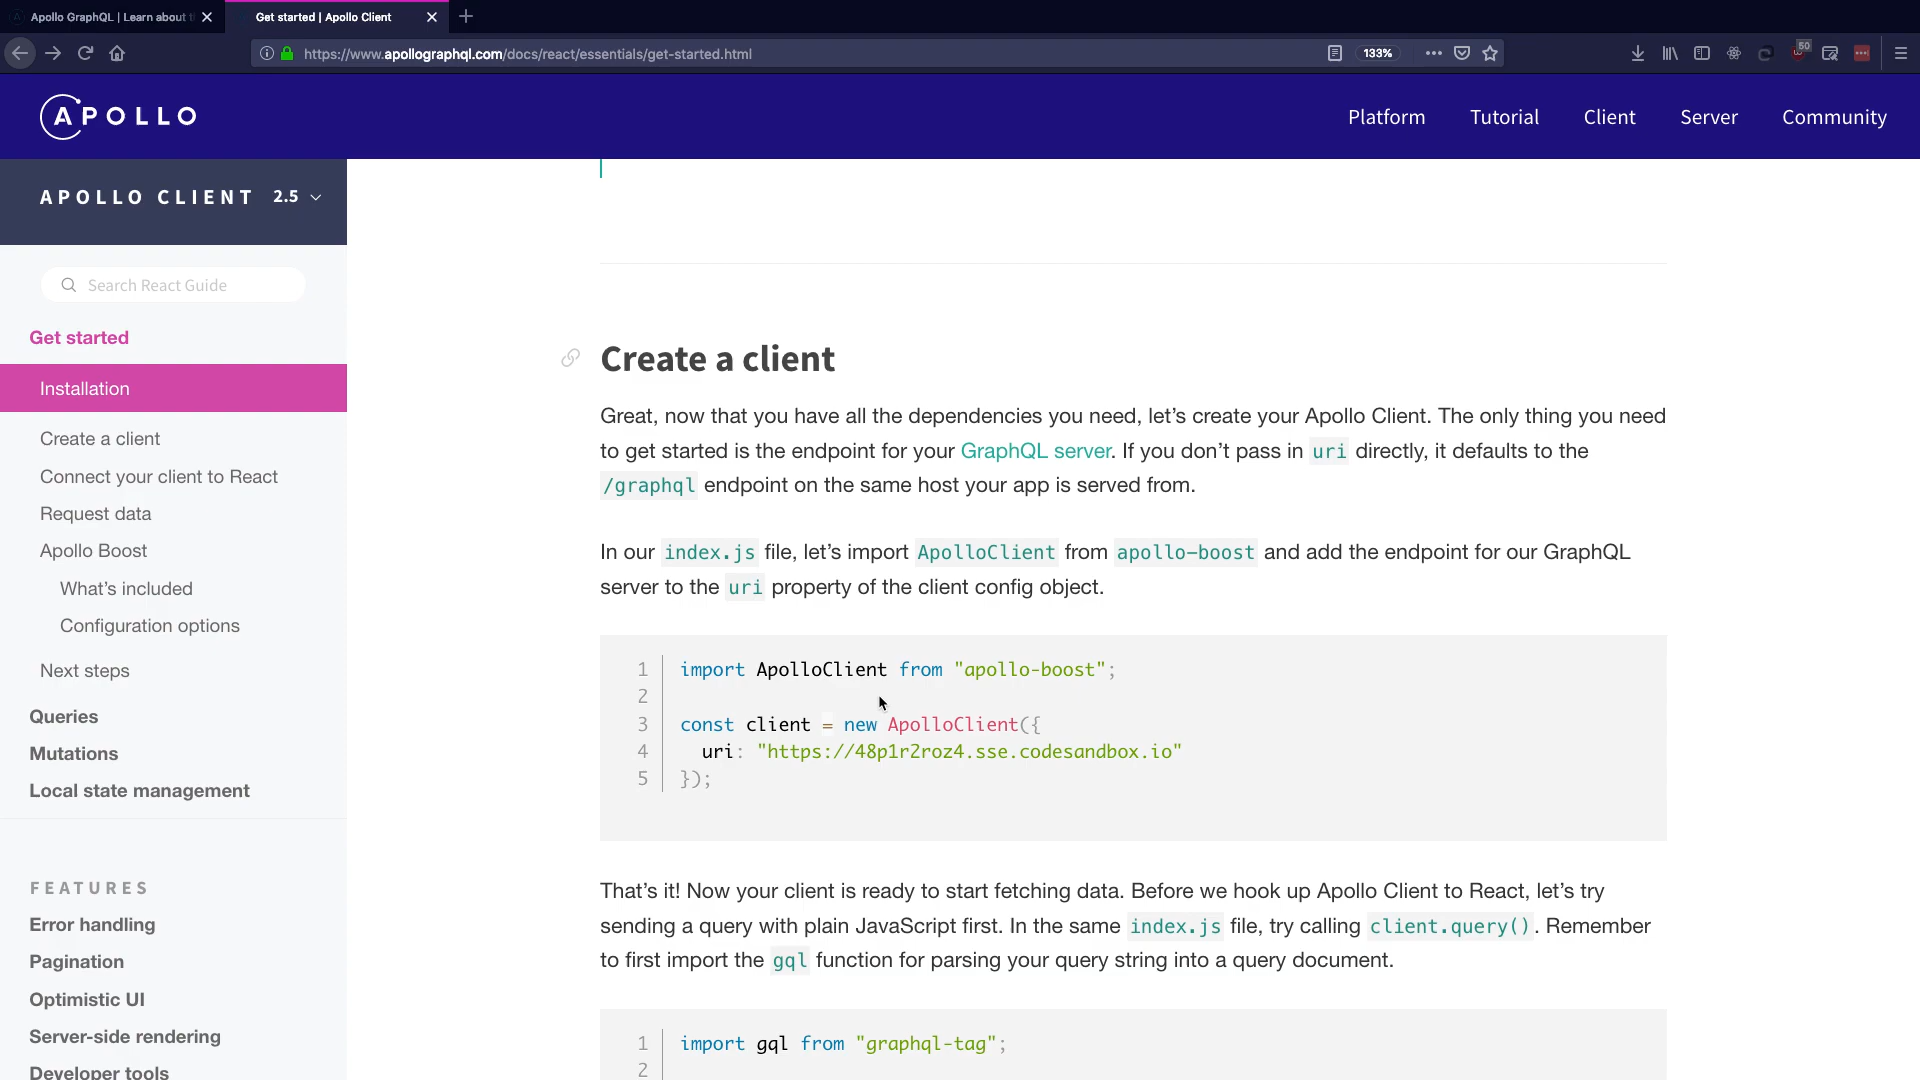 Apollo GraphQL | Learn about t
Get started | Apollo Client
https://www.apollographql.com/docs/react/essentials/get-started.html
133%
50
APOLLO
Platform
Tutorial
Client
Server
Community
APOLLO CLIENT 2.5
Search React Guide
Get started
Installation
Create a client
Connect your client to React
Request data
Apollo Boost
What’s included
Configuration options
Next steps
Queries
Mutations
Local state management
FEATURES
Error handling
Pagination
Optimistic UI
Server-side rendering
Developer tools
Create a client
Great, now that you have all the dependencies you need, let’s create your Apollo Client. The only thing you need
to get started is the endpoint for your GraphQL server. If you don’t pass in uri directly, it defaults to the
/graphql endpoint on the same host your app is served from.
In our index.js file, let’s import ApolloClient from apollo-boost and add the endpoint for our GraphQL
server to the uri property of the client config object.
1 import ApolloClient from "apollo-boost";
2
3 const client = new ApolloClient({
4 uri: "https://48p1r2roz4.sse.codesandbox.io"
5 });
That’s it! Now your client is ready to start fetching data. Before we hook up Apollo Client to React, let’s try
sending a query with plain JavaScript first. In the same index.js file, try calling client.query(). Remember
to first import the gql function for parsing your query string into a query document.
1 import gql from "graphql-tag";
2